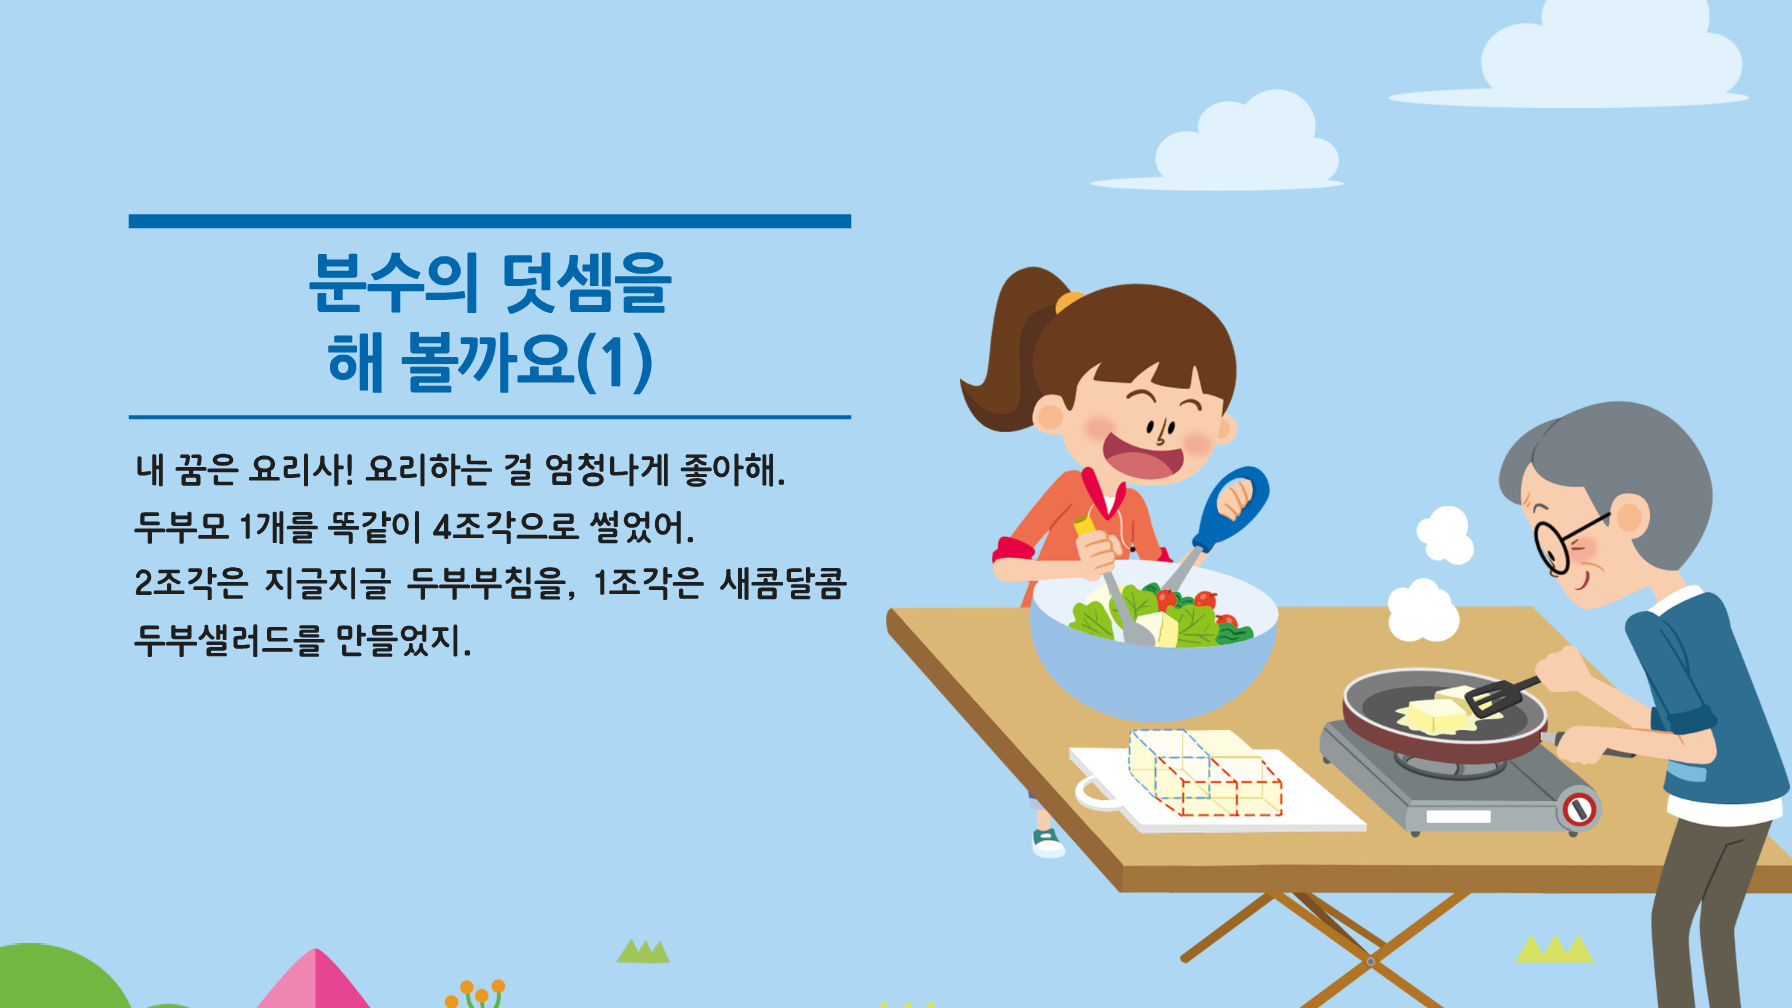 분수의 덧셈을
해 볼까요(1)
내 꿈은 요리사! 요리하는 걸 엄청나게 좋아해.
두부모 1개를 똑같이 4조각으로 썰었어.
2조각은 지글지글 두부부침을, 1조각은 새콤달콤
두부샐러드를 만들었지.